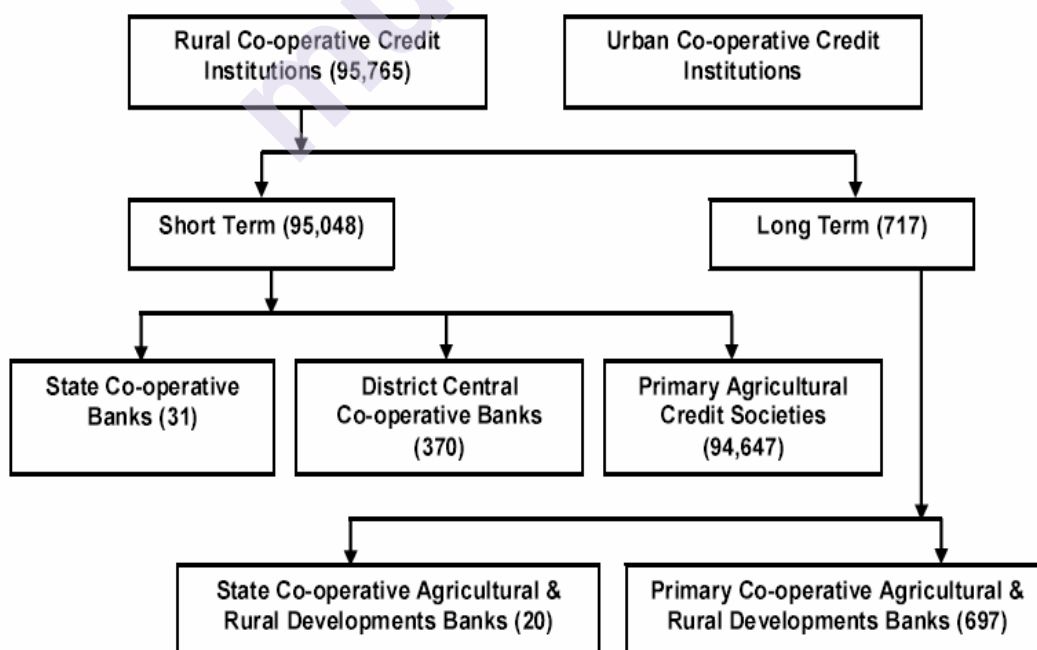 Rural Co-operative Credit
Institutions (95,765)
Urban Co-operative Credit
Institutions
Short Term (95,048)
Long Term (717)
State Co-operative
Banks (31)
District Central
Co-operative Banks
(370)
Primary Agricultural
Credit Societies
(94,647)
State Co-operative Agricultural &
Rural Developments Banks (20)
Primary Co-operative Agricultural &
Rural Developments Banks (697)